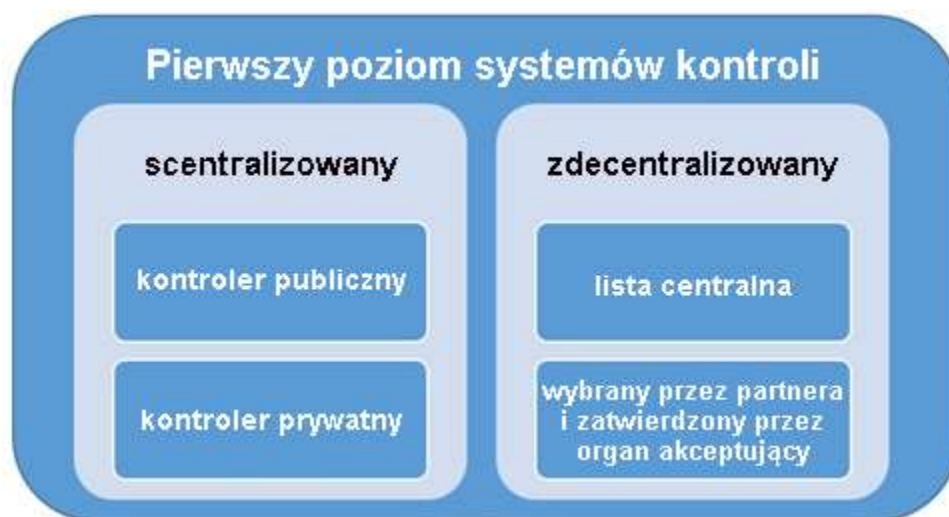 Pierwszy poziom systemów kontroli
scentralizowany
kontroler publiczny
kontroler prywatny
zdecentralizowany
lista centralna
wybrany przez partnera
i zatwierdzony przez
organ akceptujący